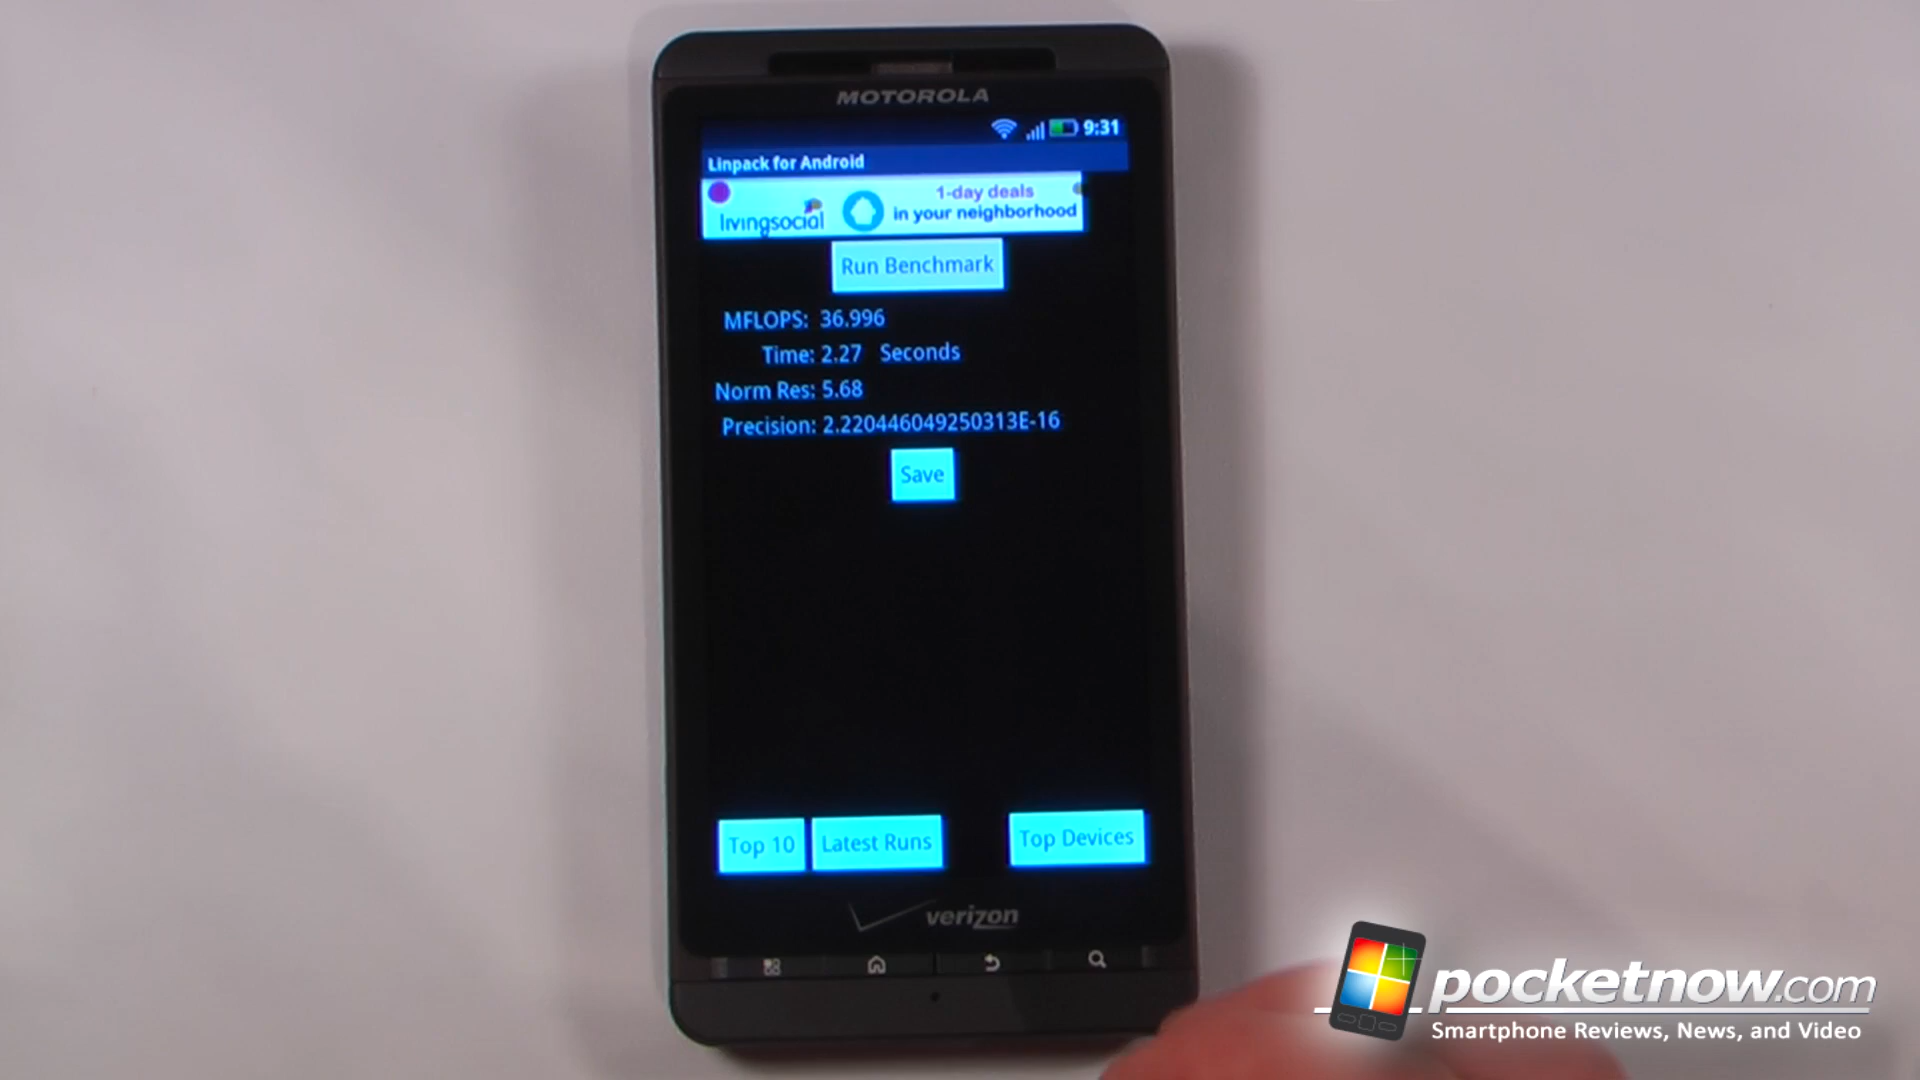 MOTOROLA
9:31
Linpack for Android
livingsocial
1-day deals
in your neighborhood
Run Benchmark
MFLOPS: 36.996
Time: 2.27 Seconds
Norm Res: 5.68
Precision: 2.220446049250313E-16
Save
Top 10 Latest Runs Top Devices
verizon
pocketnow.com
Smartphone Reviews, News, and Video